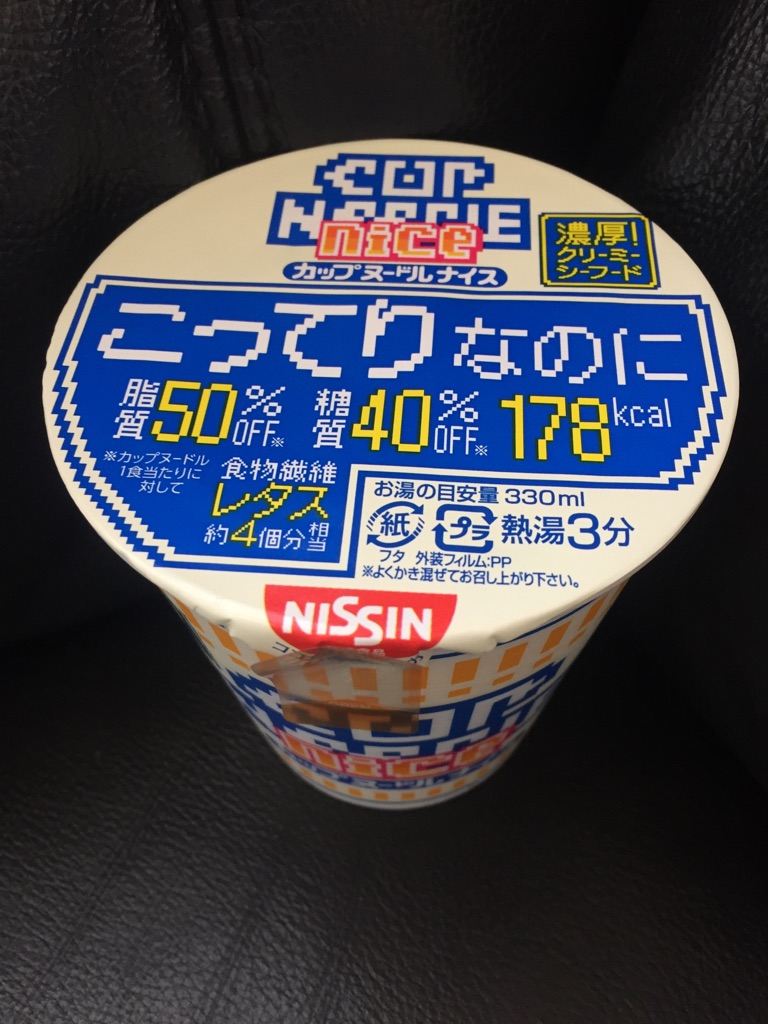 CUP
NOODLE
nice
カップヌードルナイス
濃厚!
クリーミー
シーフード
こってりなのに
脂質50%OFF※ 糖質40%OFF※ 178kcal
※カップヌードル
1食当たりに
対して
食物繊維
レタス
約4個分相当
お湯の目安量 330ml
紙 プラ 熱湯3分
フタ 外装フィルム:PP
※よくかき混ぜてお召し上がり下さい。
NISSIN
nice